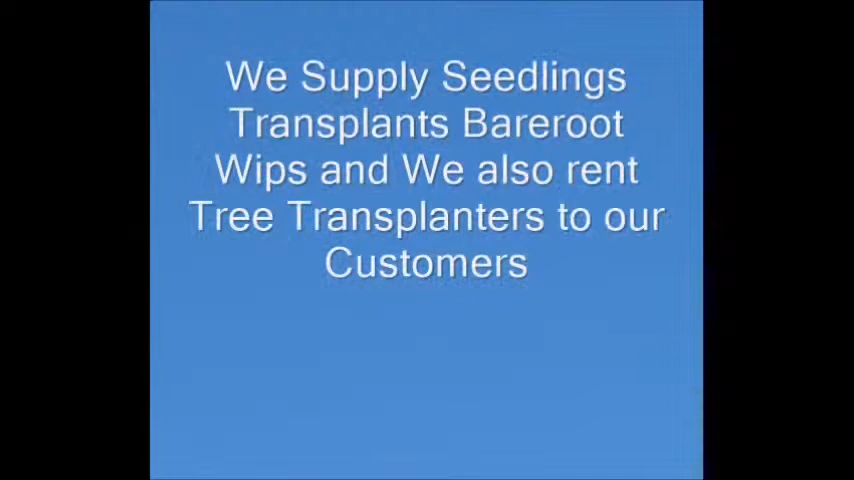 We Supply Seedlings
Transplants Bareroot
Wips and We also rent
Tree Transplanters to our
Customers